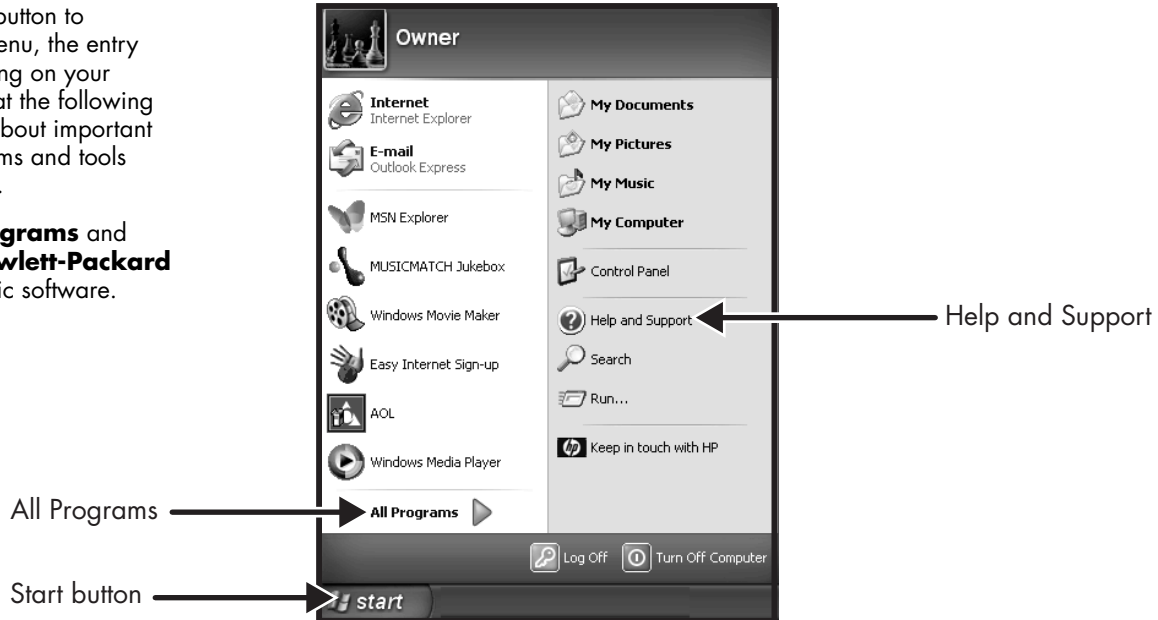 button to
enu, the entry
ng on your
at the following
bout important
ms and tools
.
grams and
wlett-Packard
ic software.
Owner
Internet
Internet Explorer
E-mail
Outlook Express
MSN Explorer
MUSICMATCH Jukebox
Windows Movie Maker
Easy Internet Sign-up
AOL
Windows Media Player
All Programs
My Documents
My Pictures
My Music
My Computer
Control Panel
Help and Support
Search
Run...
hp
Keep in touch with HP
Help and Support
All Programs
Log Off
Turn Off Computer
Start button
start